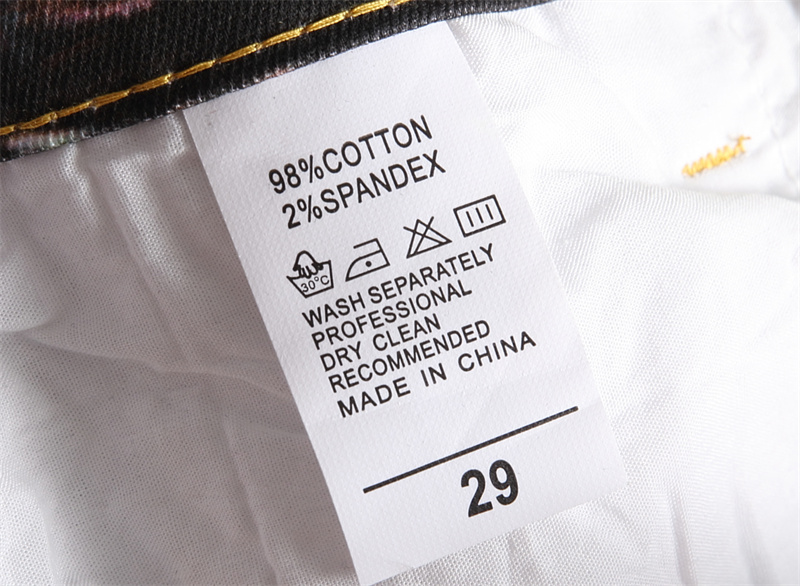 98%COTTON
2%SPANDEX
30°C
WASH SEPARATELY
PROFESSIONAL
DRY CLEAN
RECOMMENDED
MADE IN CHINA
29